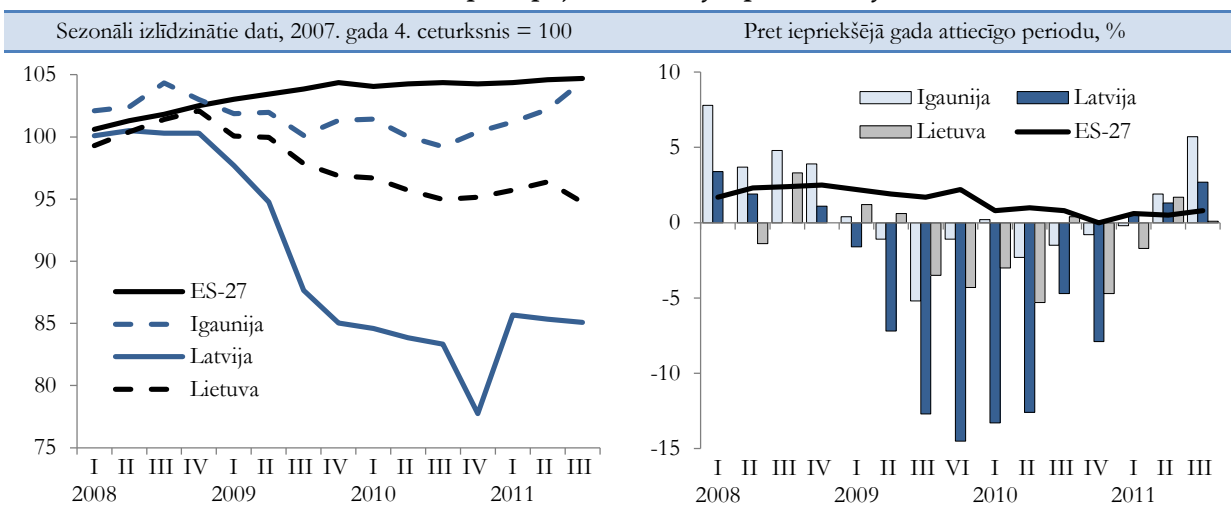 Sezonāli izlīdzinātie dati, 2007. gada 4. ceturksnis = 100
105
100
95
90
85
80
75
ES-27
Igaunija
Latvija
Lietuva
I II III IV I II III IV I II III IV I II III
2008 2009 2010 2011
Pret iepriekšējā gada attiecīgo periodu, %
10
5
0
-5
-10
-15
Igaunija Latvija
Lietuva ES-27
I II III IV I II III VI I II III IV I II III
2008 2009 2010 2011